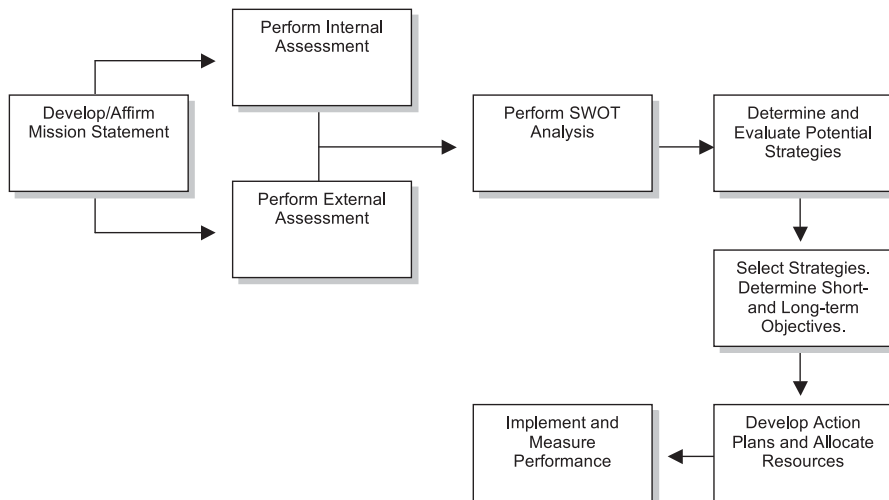 Perform Internal
Assessment
Develop/Affirm
Mission Statement
Perform External
Assessment
Perform SWOT
Analysis
Determine and
Evaluate Potential
Strategies
Select Strategies.
Determine Short-
and Long-term
Objectives.
Develop Action
Plans and Allocate
Resources
Implement and
Measure
Performance